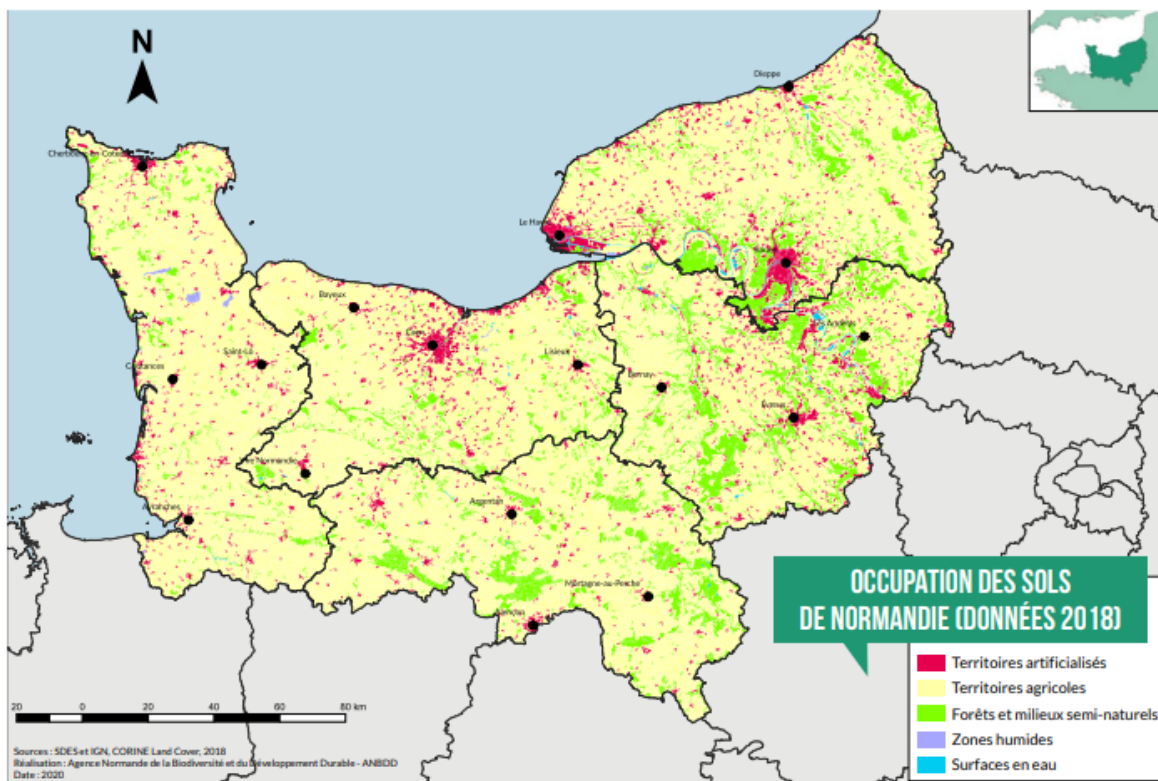 N
Dieppe
Le Hav
Bayeux
Caen
Saint-Lô
Coutances
Lisieux
Bernay
Évreux
Avranches
Argentan
Mortagne-au-Perche
Alençon
OCCUPATION DES SOLS
DE NORMANDIE (DONNÉES 2018)
Territoires artificialisés
Territoires agricoles
Forêts et milieux semi-naturels
Zones humides
Surfaces en eau
20 0 20 40 60 80 km
Sources : SDES et IGN, CORINE Land Cover, 2018
Réalisation : Agence Normande de la Biodiversité et du Développement Durable - ANBDD
Date : 2020